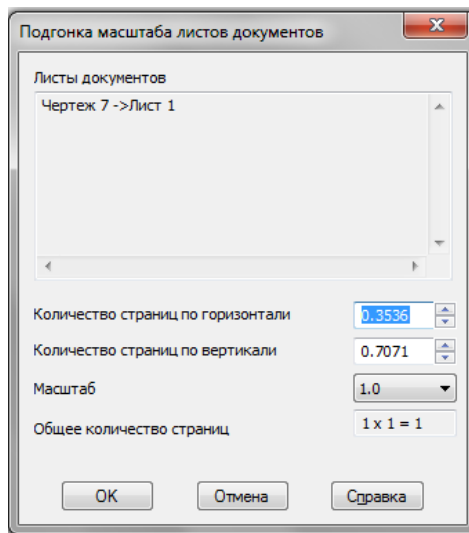 Подгонка масштаба листов документов
Листы документов
Чертеж 7 ->Лист 1
Количество страниц по горизонтали 0.3536
Количество страниц по вертикали 0.7071
Масштаб 1.0
Общее количество страниц 1 x 1 = 1
OK Отмена Справка